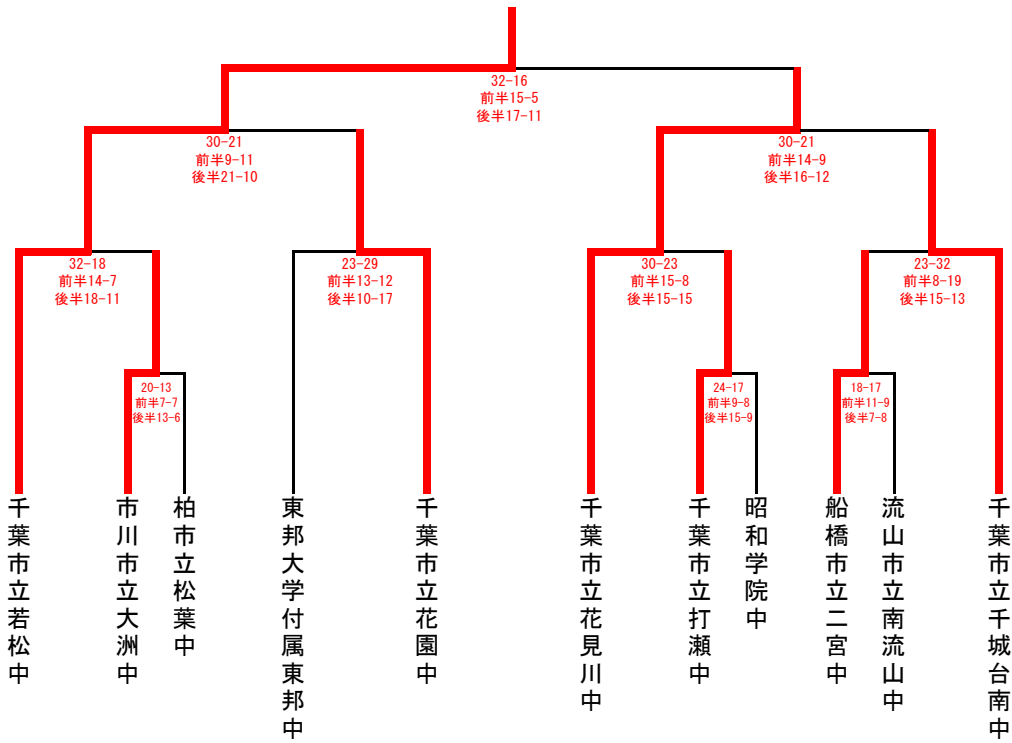 32-16
前半15-5
後半17-11
30-21
前半9-11
後半21-10
30-21
前半14-9
後半16-12
32-18
前半14-7
後半18-11
23-29
前半13-12
後半10-17
30-23
前半15-8
後半15-15
23-32
前半8-19
後半15-13
20-13
前半7-7
後半13-6
24-17
前半9-8
後半15-9
18-17
前半11-9
後半7-8
千葉市立若松中
市川市立大洲中
柏市立松葉中
東邦大学付属東邦中
千葉市立花園中
千葉市立花見川中
千葉市立打瀬中
昭和学院中
船橋市立二宮中
流山市立南流山中
千葉市立千城台南中